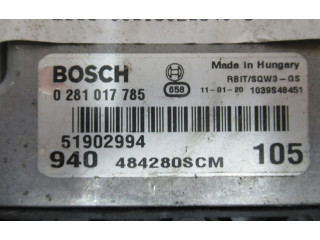 BOSCH
Made in Hungary
RBIT/SQW3-GS
0 281 017 785
658
11-01-20
1039S48451
51902994
940
484280SCM
105